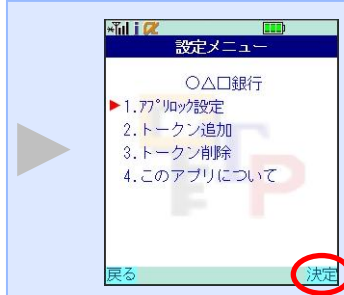 設定メニュー
○△□銀行
1.ｱﾌﾟﾘﾛｯｸ設定
2.トークン追加
3.トークン削除
4.このアプリについて
戻る 決定